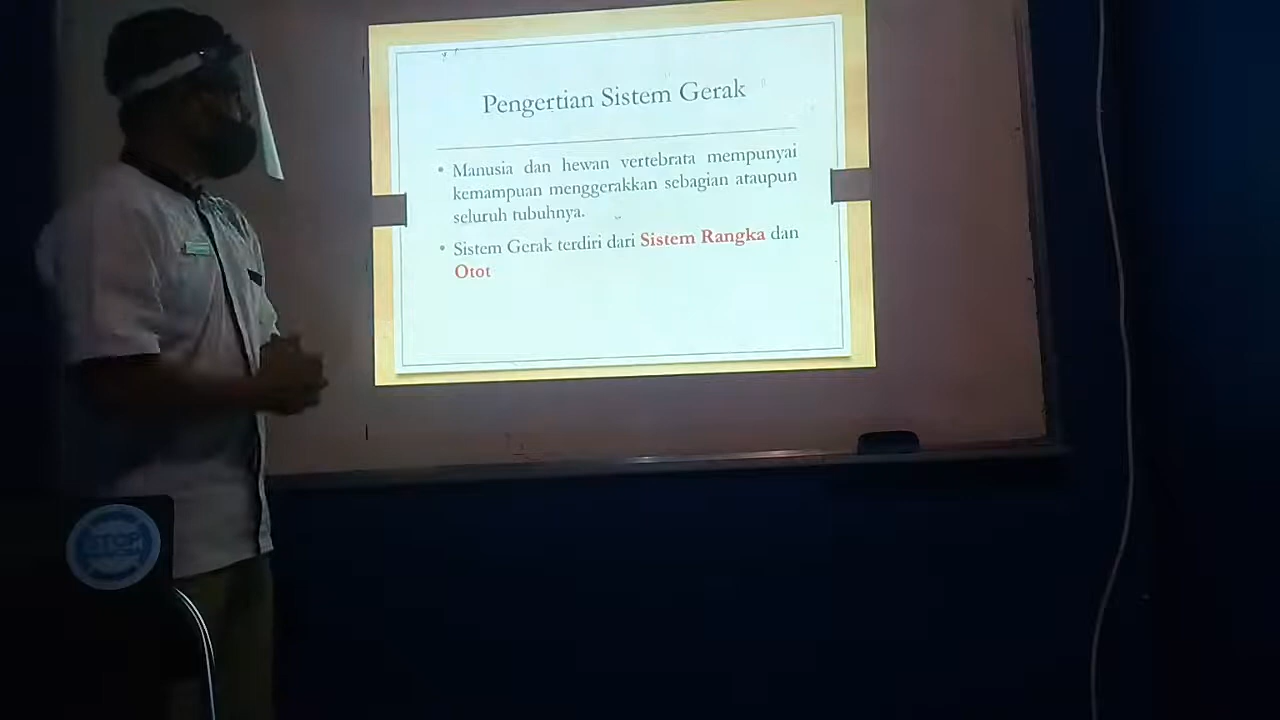 Pengertian Sistem Gerak
• Manusia dan hewan vertebrata mempunyai
kemampuan menggerakkan sebagian ataupun
seluruh tubuhnya.
• Sistem Gerak terdiri dari Sistem Rangka dan
Otot
STOP